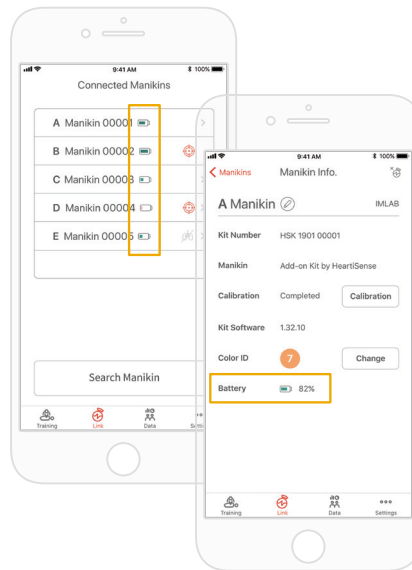 9:41 AM
100%
Connected Manikins
A Manikin 00001
B Manikin 00002
C Manikin 00003
D Manikin 00004
E Manikin 00005
Search Manikin
Training Link Data
9:41 AM
100%
Manikins Manikin Info.
A Manikin IMLAB
Kit Number HSK 1901 00001
Manikin Add-on Kit by HeartiSense
Calibration Completed Calibration
Kit Software 1.32.10
Color ID 7 Change
Battery 82%
Training Link Data Settings